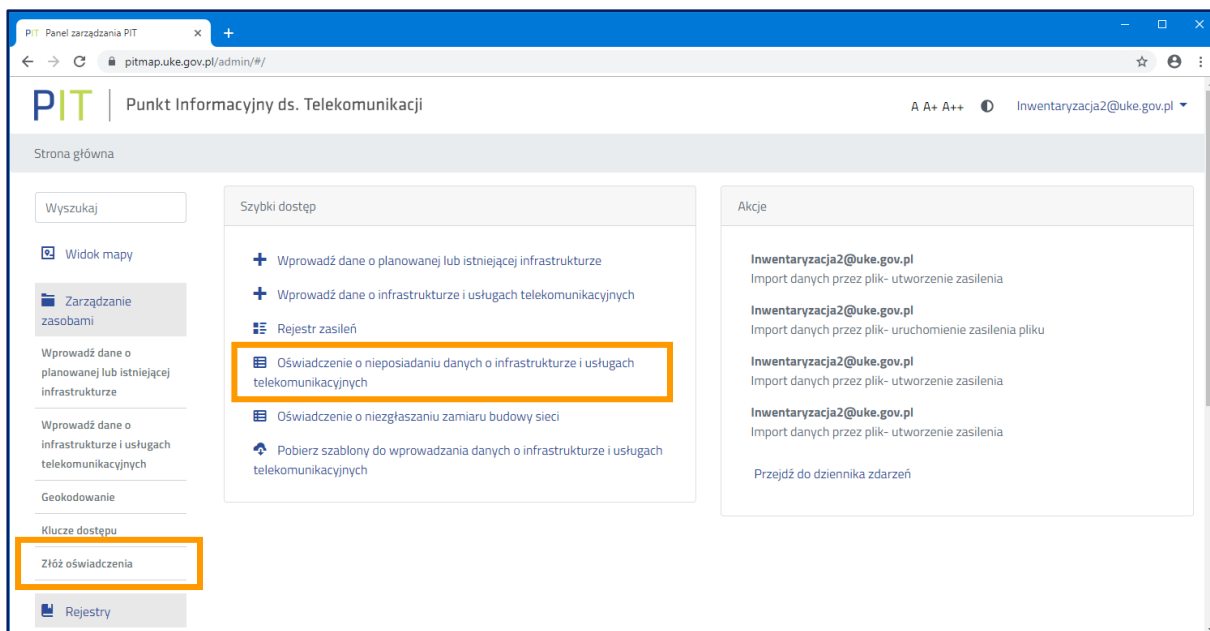 PIT Panel zarządzania PIT
pitmap.uke.gov.pl/admin/#/
PIT
Punkt Informacyjny ds. Telekomunikacji
A A+ A++
Inwentaryzacja2@uke.gov.pl
Strona główna
Wyszukaj
Widok mapy
Zarządzanie
zasobami
Wprowadź dane o
planowanej lub istniejącej
infrastrukturze
Wprowadź dane o
infrastrukturze i usługach
telekomunikacyjnych
Geokodowanie
Klucze dostępu
Złóż oświadczenia
Rejestry
Szybki dostęp
Wprowadź dane o planowanej lub istniejącej infrastrukturze
Wprowadź dane o infrastrukturze i usługach telekomunikacyjnych
Rejestr zasileń
Oświadczenie o nieposiadaniu danych o infrastrukturze i usługach
telekomunikacyjnych
Oświadczenie o niezgłaszaniu zamiaru budowy sieci
Pobierz szablony do wprowadzania danych o infrastrukturze i usługach
telekomunikacyjnych
Akcje
Inwentaryzacja2@uke.gov.pl
Import danych przez plik- utworzenie zasilenia
Inwentaryzacja2@uke.gov.pl
Import danych przez plik- uruchomienie zasilenia pliku
Inwentaryzacja2@uke.gov.pl
Import danych przez plik- utworzenie zasilenia
Inwentaryzacja2@uke.gov.pl
Import danych przez plik- utworzenie zasilenia
Przejdź do dziennika zdarzeń